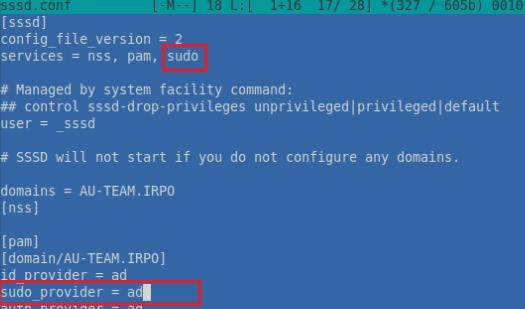 sssd.conf [-M--] 18 L:[ 1+16 17/ 28] *(327 / 605b) 0010
[sssd]
config_file_version = 2
services = nss, pam, sudo
# Managed by system facility command:
## control sssd-drop-privileges unprivileged|privileged|default
user = _sssd
# SSSD will not start if you do not configure any domains.
domains = AU-TEAM.IRPO
[nss]
[pam]
[domain/AU-TEAM.IRPO]
id_provider = ad
sudo_provider = ad
auth_provider = ad